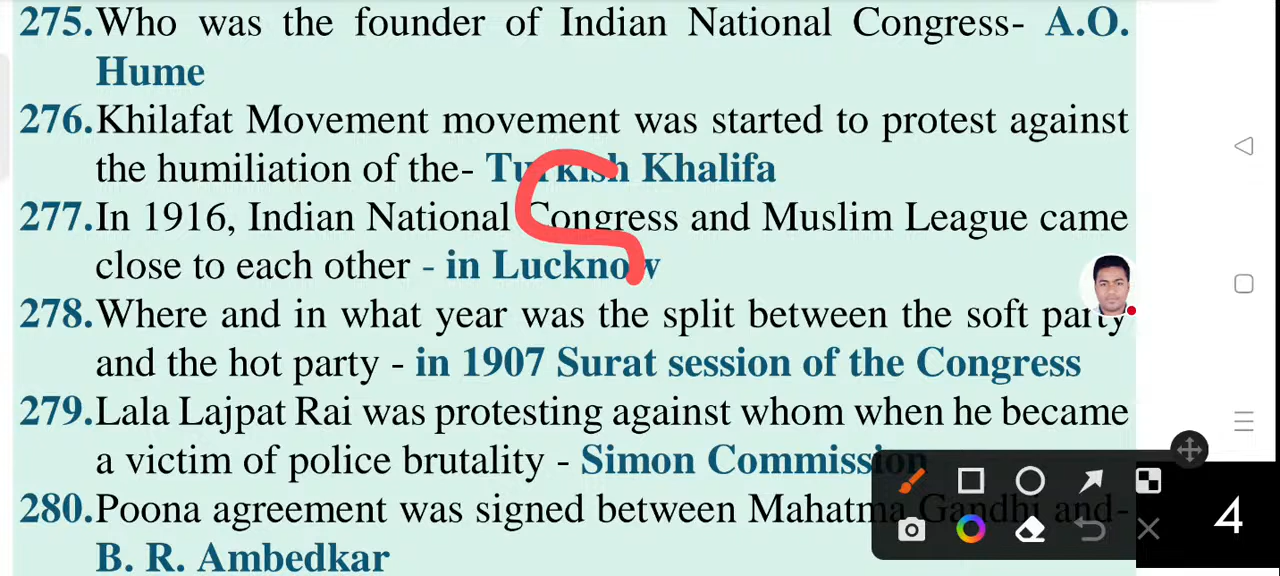 275.Who was the founder of Indian National Congress- A.O.
Hume
276.Khilafat Movement movement was started to protest against
the humiliation of the- Turkish Khalifa
277.In 1916, Indian National Congress and Muslim League came
close to each other - in Lucknow
278.Where and in what year was the split between the soft party
and the hot party - in 1907 Surat session of the Congress
279.Lala Lajpat Rai was protesting against whom when he became
a victim of police brutality - Simon Commission
280.Poona agreement was signed between Mahatma Gandhi and-
B. R. Ambedkar
4